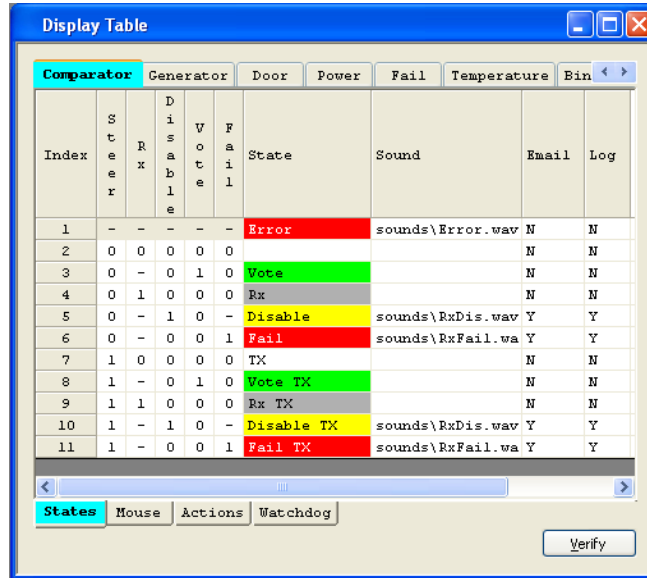 Display Table
Comparator Generator Door Power Fail Temperature Bin
Index Steer Rx Disable Vote Fail State Sound Email Log
1 - - - - - Error sounds\Error.wav N N
2 0 0 0 0 0 N N
3 0 - 0 1 0 Vote N N
4 0 1 0 0 0 Rx N N
5 0 - 1 0 - Disable sounds\RxDis.wav Y Y
6 0 - 0 0 1 Fail sounds\RxFail.wa Y Y
7 1 0 0 0 0 TX N N
8 1 - 0 1 0 Vote TX N N
9 1 1 0 0 0 Rx TX N N
10 1 - 1 0 - Disable TX sounds\RxDis.wav Y Y
11 1 - 0 0 1 Fail TX sounds\RxFail.wa Y Y
States Mouse Actions Watchdog
Verify